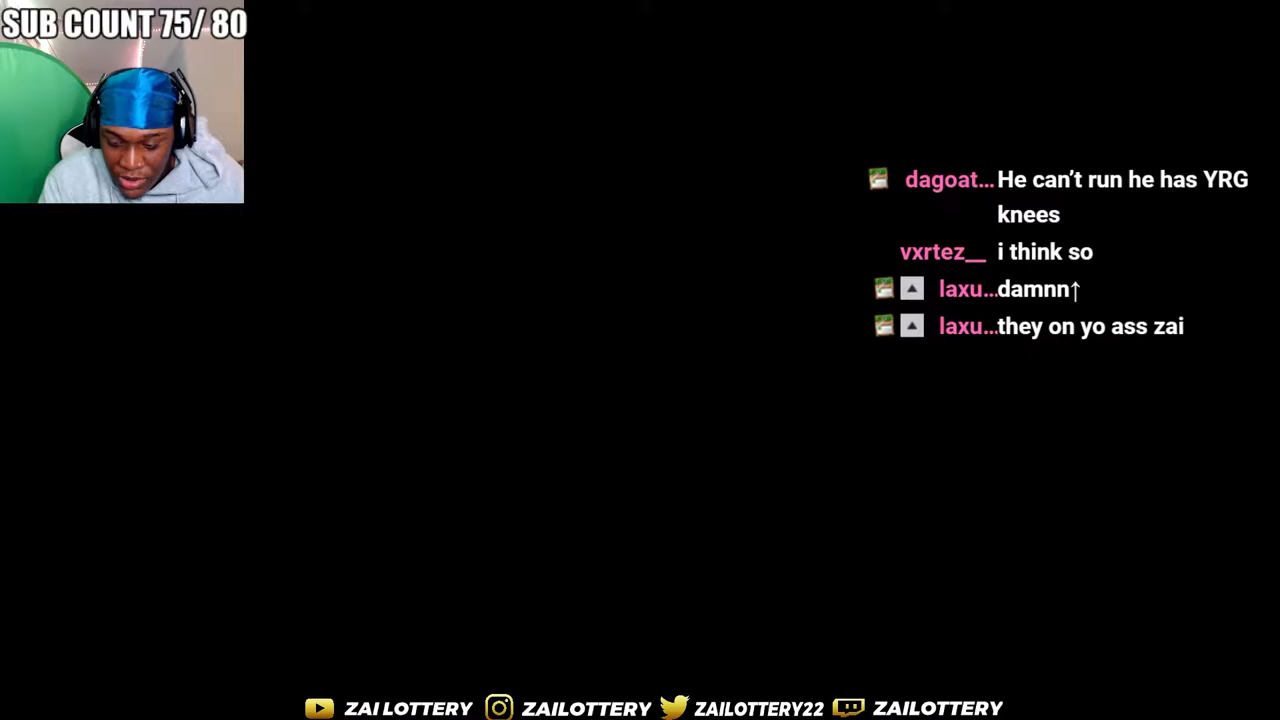 SUB COUNT 75/ 80
dagoat... He can’t run he has YRG
knees
vxrtez__ i think so
laxu... damnn↑
laxu... they on yo ass zai
ZAI LOTTERY ZAILOTTERY ZAILOTTERY22 ZAILOTTERY